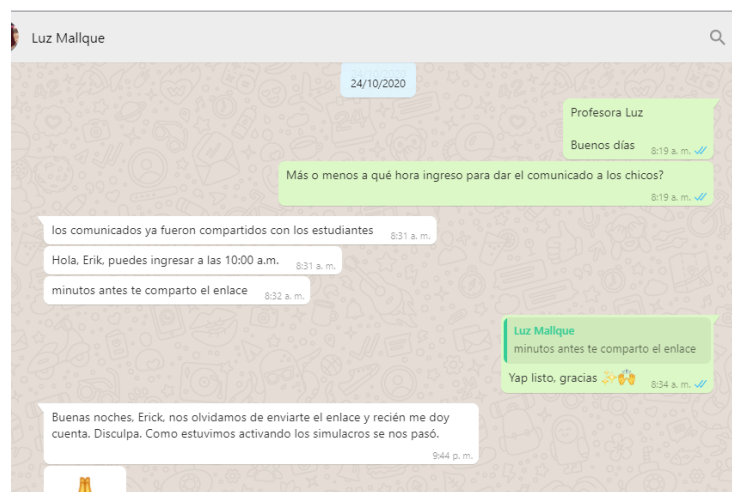 Luz Mallque
24/10/2020
Profesora Luz
Buenos días 8:19 a. m.
Más o menos a qué hora ingreso para dar el comunicado a los chicos?
8:19 a. m.
los comunicados ya fueron compartidos con los estudiantes 8:31 a. m.
Hola, Erik, puedes ingresar a las 10:00 a.m. 8:31 a. m.
minutos antes te comparto el enlace 8:32 a. m.
Luz Mallque
minutos antes te comparto el enlace
Yap listo, gracias ✨🙌 8:34 a. m.
Buenas noches, Erick, nos olvidamos de enviarte el enlace y recién me doy
cuenta. Disculpa. Como estuvimos activando los simulacros se nos pasó.
9:44 p. m.